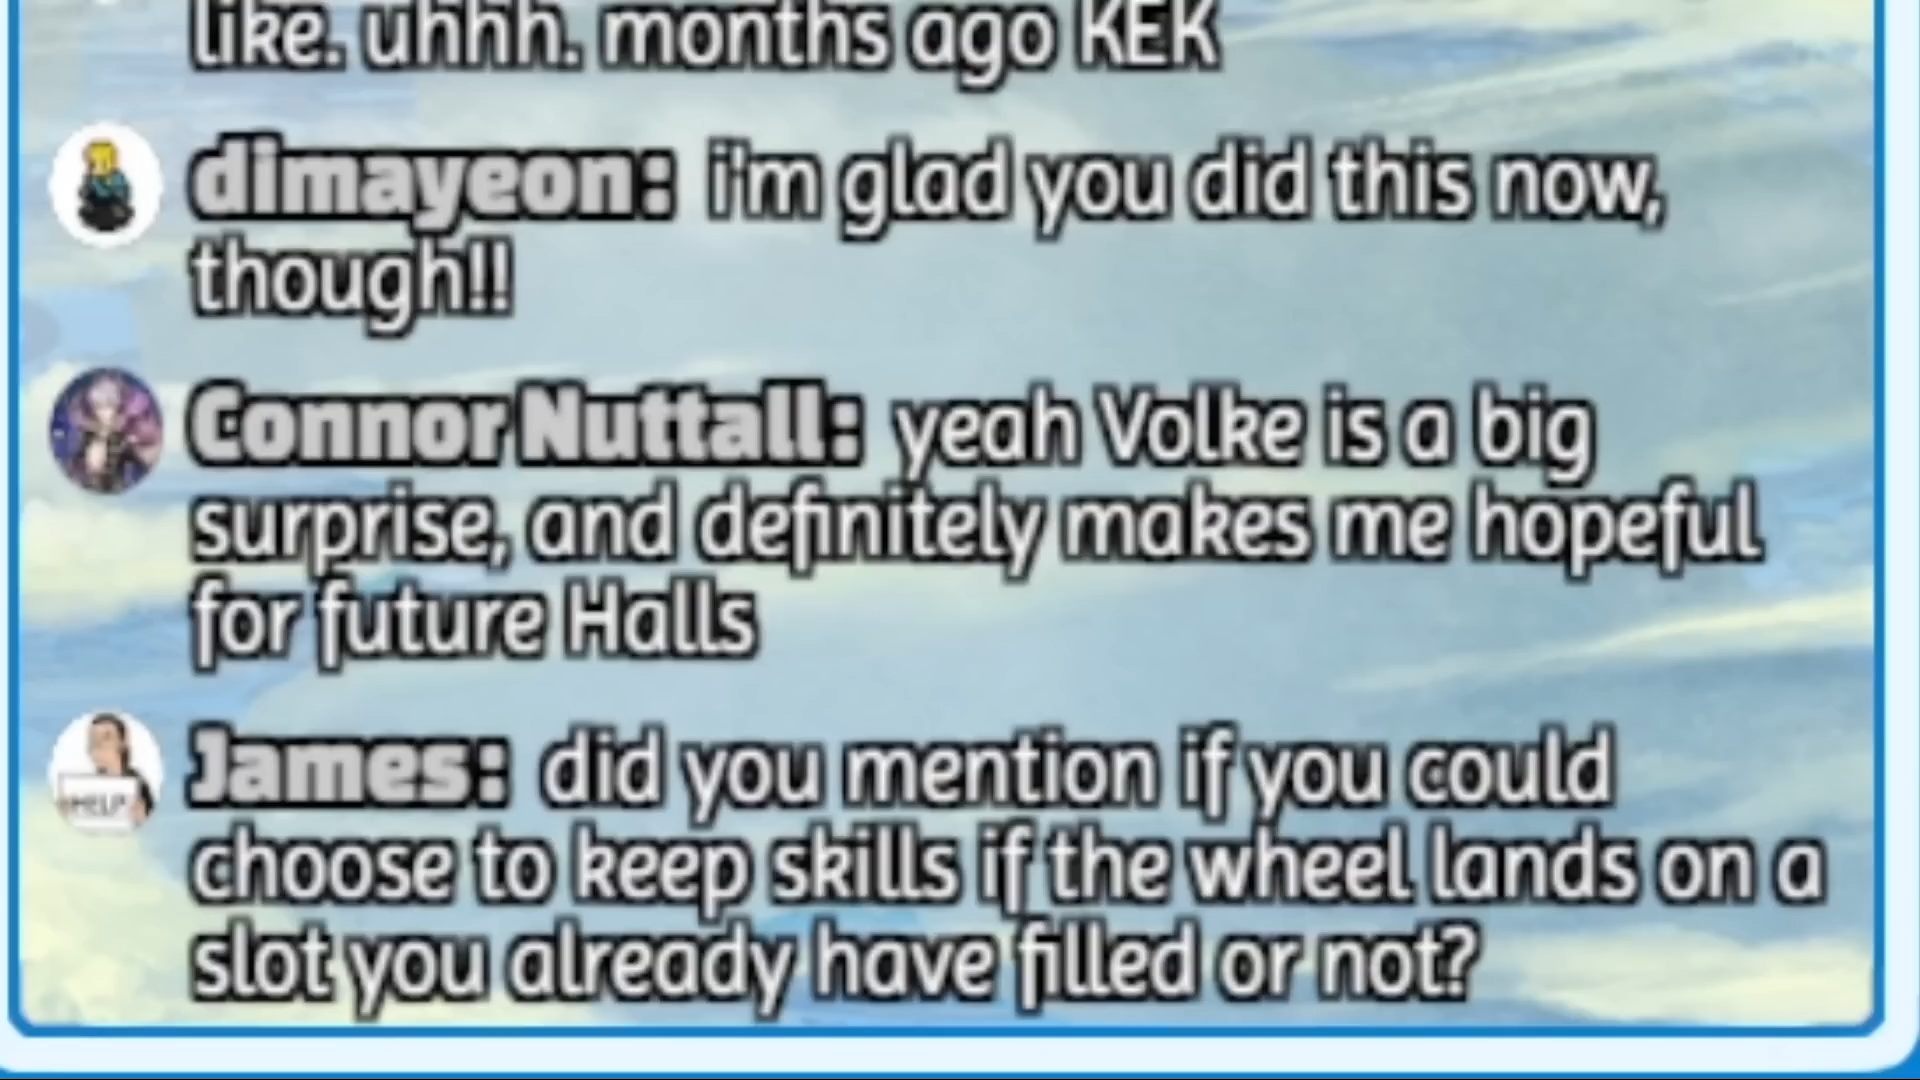 like. uhhh. months ago KEK
dimayeon: i'm glad you did this now,
though!!
Connor Nuttall: yeah Volke is a big
surprise, and definitely makes me hopeful
for future Halls
HELP
James: did you mention if you could
choose to keep skills if the wheel lands on a
slot you already have filled or not?